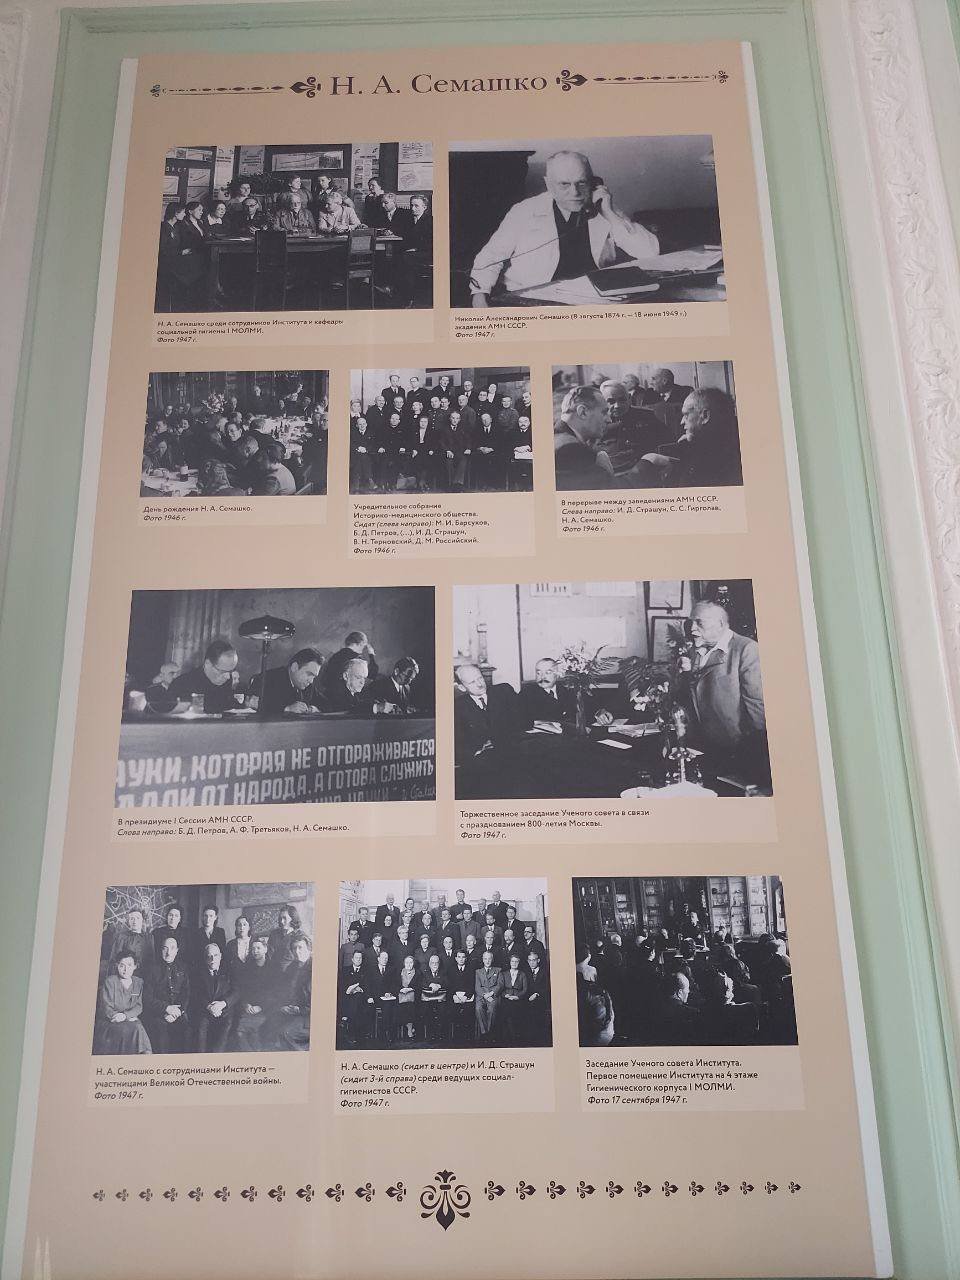 Н. А. Семашко
Н. А. Семашко среди сотрудников Института и кафедры
социальной гигиены I МОЛМИ.
Фото 1947 г.
Николай Александрович Семашко (8 августа 1874 г. — 18 июня 1949 г.)
академик АМН СССР.
Фото 1947 г.
День рождения Н. А. Семашко.
Фото 1946 г.
Учредительное собрание
Историко-медицинского общества.
Сидят (слева направо): М. И. Барсуков,
Б. Д. Петров, (...), И. Д. Страшун,
В. Н. Терновский, Д. М. Российский.
Фото 1946 г.
В перерыве между заведениями АМН СССР.
Слева направо: И. Д. Страшун, С. С. Гирголав,
Н. А. Семашко.
Фото 1946 г.
АУКИ, КОТОРАЯ НЕ ОТГОРАЖИВАЕТСЯ
ОТ НАРОДА, А ГОТОВА СЛУЖИТЬ
В президиуме I Сессии АМН СССР.
Слева направо: Б. Д. Петров, А. Ф. Третьяков, Н. А. Семашко.
Торжественное заседание Ученого совета в связи
с празднованием 800-летия Москвы.
Фото 1947 г.
Н. А. Семашко с сотрудницами Института —
участницами Великой Отечественной войны.
Фото 1947 г.
Н. А. Семашко (сидит в центре) и И. Д. Страшун
(сидит 3-й справа) среди ведущих социал-
гигиенистов СССР.
Фото 1947 г.
Заседание Ученого совета Института.
Первое помещение Института на 4 этаже
Гигиенического корпуса I МОЛМИ.
Фото 17 сентября 1947 г.